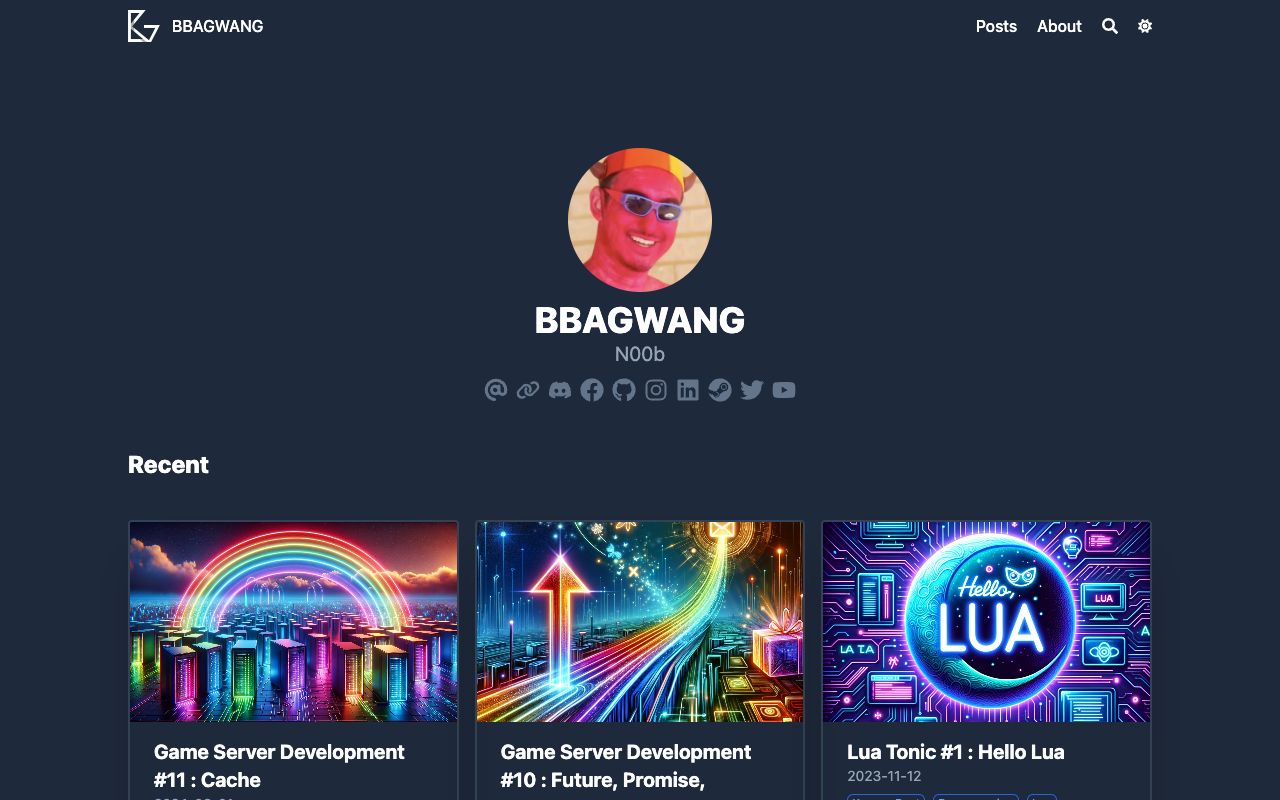 BBAGWANG
Posts
About
BBAGWANG
N00b
Recent
Hello,
LUA
LUA
LA TA
A
Game Server Development
#11 : Cache
Game Server Development
#10 : Future, Promise,
Lua Tonic #1 : Hello Lua
2023-11-12